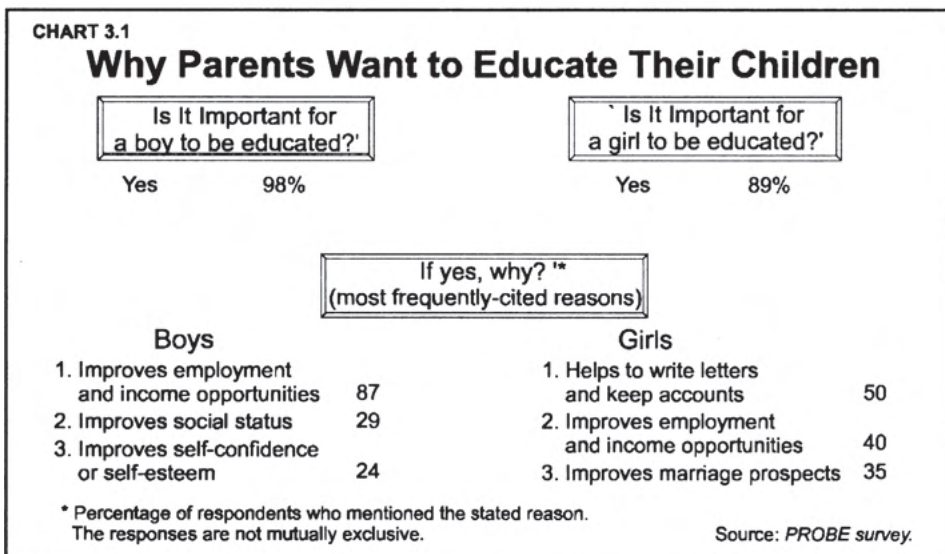 CHART 3.1
Why Parents Want to Educate Their Children
Is It Important for
a boy to be educated?'
` Is It Important for
a girl to be educated?'
Yes 98%
Yes 89%
If yes, why? '*
(most frequently-cited reasons)
Boys
1. Improves employment
and income opportunities 87
2. Improves social status 29
3. Improves self-confidence
or self-esteem 24
Girls
1. Helps to write letters
and keep accounts 50
2. Improves employment
and income opportunities 40
3. Improves marriage prospects 35
* Percentage of respondents who mentioned the stated reason.
The responses are not mutually exclusive.
Source: PROBE survey.